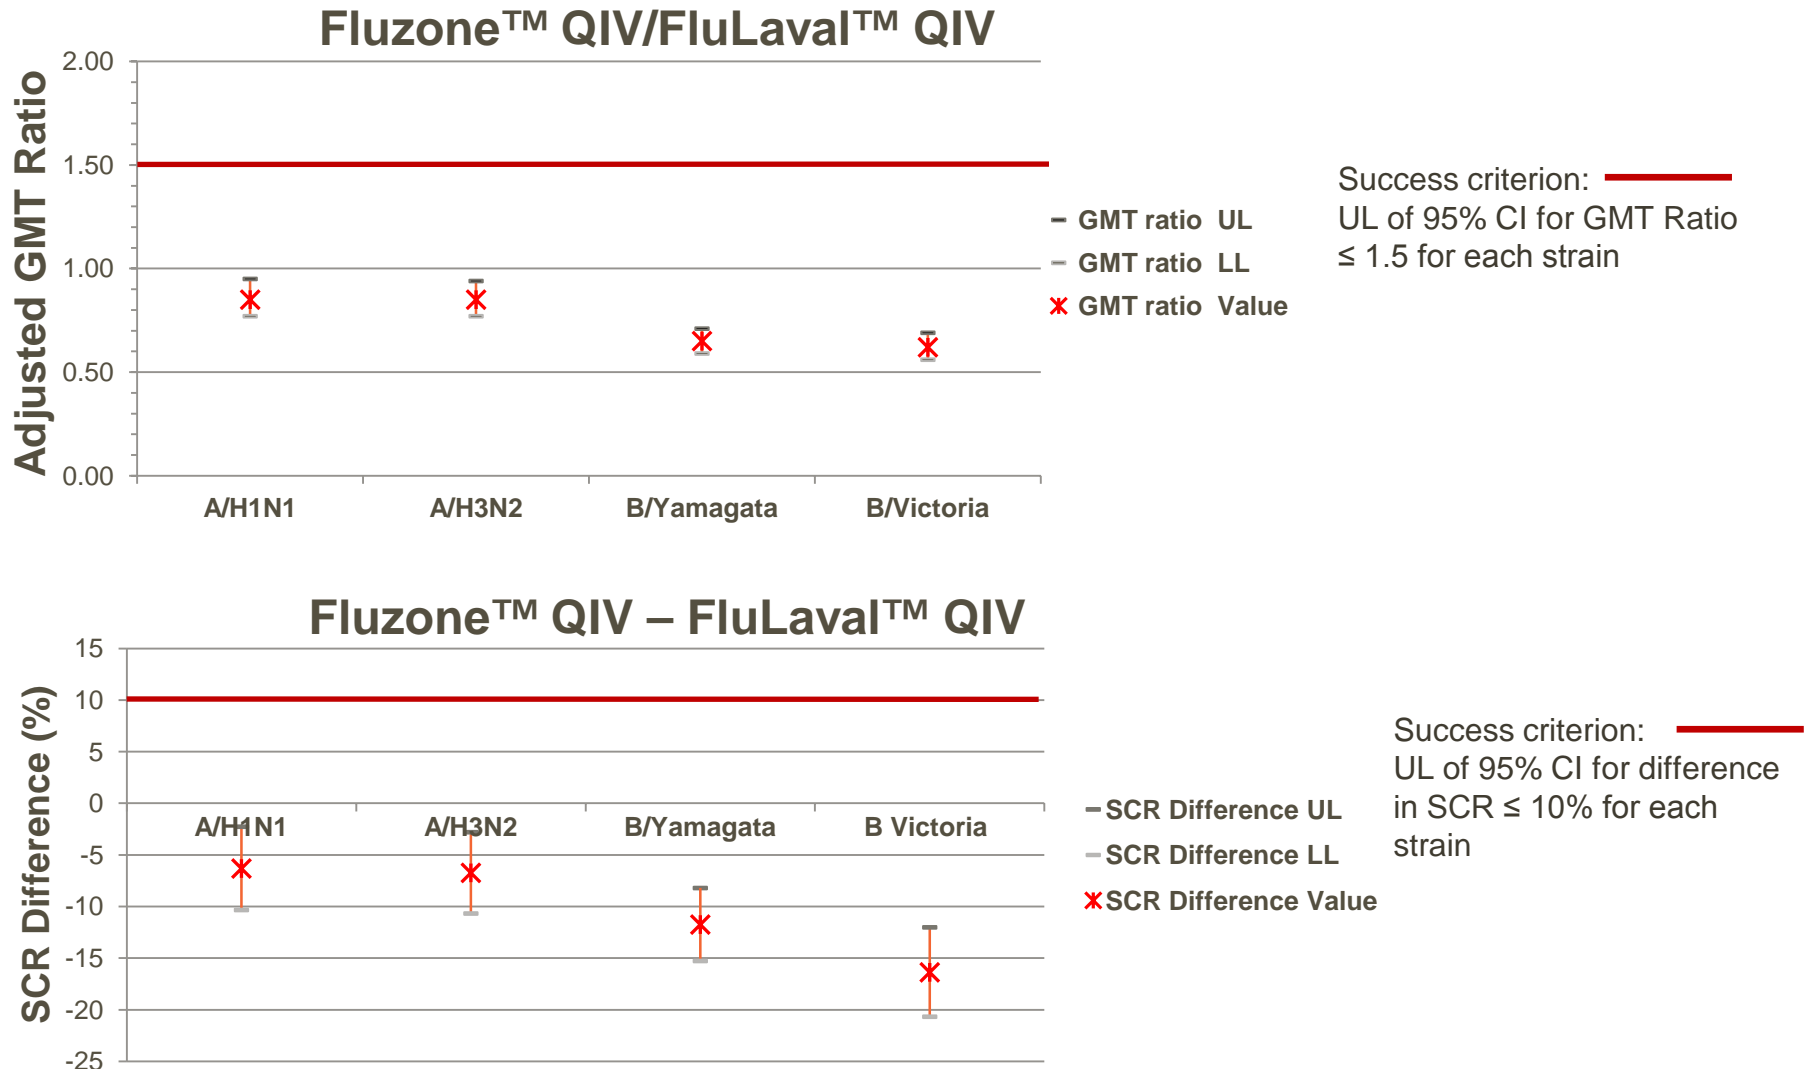 Fluzone™ QIV/FluLaval™ QIV
Adjusted GMT Ratio
2.00
1.50
1.00
0.50
0.00
A/H1N1 A/H3N2 B/Yamagata B/Victoria
GMT ratio UL
GMT ratio LL
GMT ratio Value
Success criterion:
UL of 95% CI for GMT Ratio
≤ 1.5 for each strain
Fluzone™ QIV – FluLaval™ QIV
SCR Difference (%)
15
10
5
0
-5
-10
-15
-20
-25
A/H1N1 A/H3N2 B/Yamagata B Victoria
SCR Difference UL
SCR Difference LL
SCR Difference Value
Success criterion:
UL of 95% CI for difference
in SCR ≤ 10% for each
strain